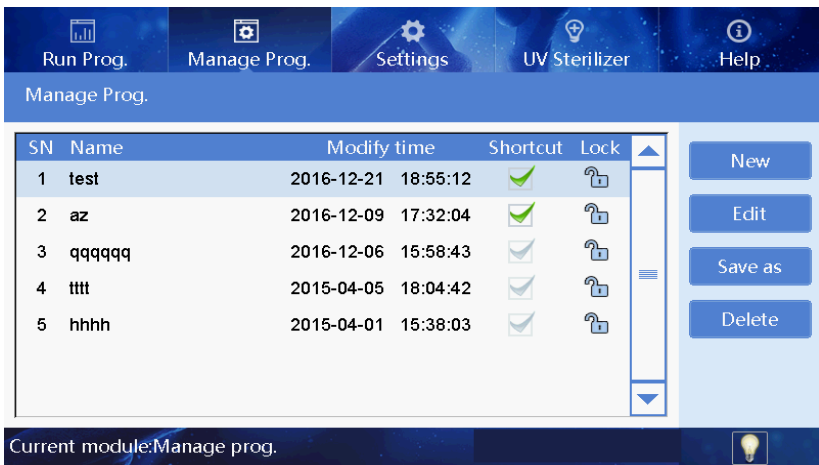 Run Prog. Manage Prog. Settings UV Sterilizer Help
Manage Prog.
SN Name Modify time Shortcut Lock
1 test 2016-12-21 18:55:12
2 az 2016-12-09 17:32:04
3 qqqqqq 2016-12-06 15:58:43
4 tttt 2015-04-05 18:04:42
5 hhhh 2015-04-01 15:38:03
New
Edit
Save as
Delete
Current module:Manage prog.